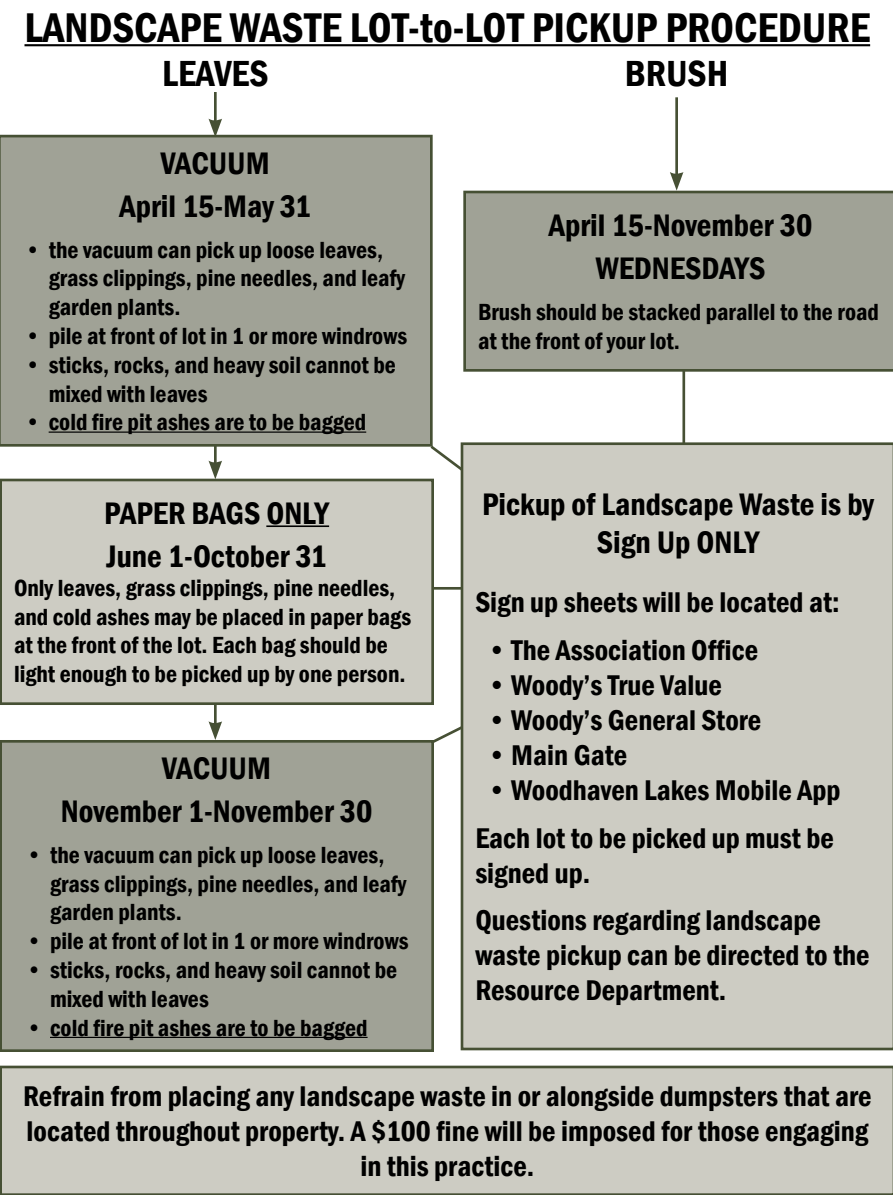 LANDSCAPE WASTE LOT-to-LOT PICKUP PROCEDURE
LEAVES
VACUUM
April 15-May 31
• the vacuum can pick up loose leaves,
grass clippings, pine needles, and leafy
garden plants.
• pile at front of lot in 1 or more windrows
• sticks, rocks, and heavy soil cannot be
mixed with leaves
• cold fire pit ashes are to be bagged
PAPER BAGS ONLY
June 1-October 31
Only leaves, grass clippings, pine needles,
and cold ashes may be placed in paper bags
at the front of the lot. Each bag should be
light enough to be picked up by one person.
VACUUM
November 1-November 30
• the vacuum can pick up loose leaves,
grass clippings, pine needles, and leafy
garden plants.
• pile at front of lot in 1 or more windrows
• sticks, rocks, and heavy soil cannot be
mixed with leaves
• cold fire pit ashes are to be bagged
BRUSH
April 15-November 30
WEDNESDAYS
Brush should be stacked parallel to the road
at the front of your lot.
Pickup of Landscape Waste is by
Sign Up ONLY
Sign up sheets will be located at:
• The Association Office
• Woody's True Value
• Woody's General Store
• Main Gate
• Woodhaven Lakes Mobile App
Each lot to be picked up must be
signed up.
Questions regarding landscape
waste pickup can be directed to the
Resource Department.
Refrain from placing any landscape waste in or alongside dumpsters that are
located throughout property. A $100 fine will be imposed for those engaging
in this practice.